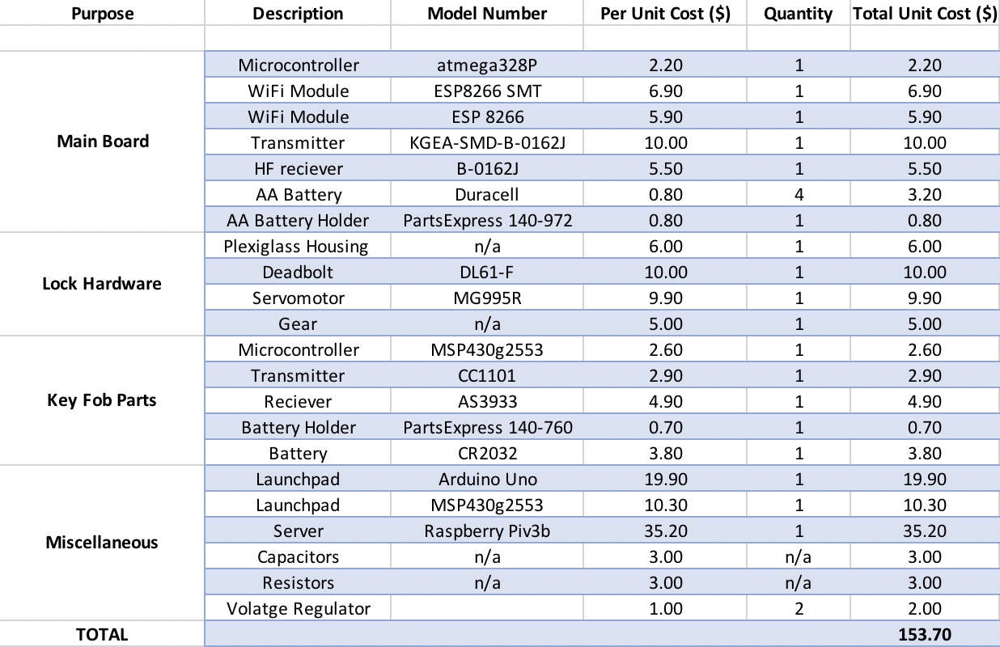 Purpose Description Model Number Per Unit Cost ($) Quantity Total Unit Cost ($)
Main Board
Microcontroller atmega328P 2.20 1 2.20
WiFi Module ESP8266 SMT 6.90 1 6.90
WiFi Module ESP 8266 5.90 1 5.90
Transmitter KGEA-SMD-B-0162J 10.00 1 10.00
HF reciever B-0162J 5.50 1 5.50
AA Battery Duracell 0.80 4 3.20
AA Battery Holder PartsExpress 140-972 0.80 1 0.80
Lock Hardware
Plexiglass Housing n/a 6.00 1 6.00
Deadbolt DL61-F 10.00 1 10.00
Servomotor MG995R 9.90 1 9.90
Gear n/a 5.00 1 5.00
Key Fob Parts
Microcontroller MSP430g2553 2.60 1 2.60
Transmitter CC1101 2.90 1 2.90
Reciever AS3933 4.90 1 4.90
Battery Holder PartsExpress 140-760 0.70 1 0.70
Battery CR2032 3.80 1 3.80
Miscellaneous
Launchpad Arduino Uno 19.90 1 19.90
Launchpad MSP430g2553 10.30 1 10.30
Server Raspberry Piv3b 35.20 1 35.20
Capacitors n/a 3.00 n/a 3.00
Resistors n/a 3.00 n/a 3.00
Volatge Regulator 1.00 2 2.00
TOTAL 153.70